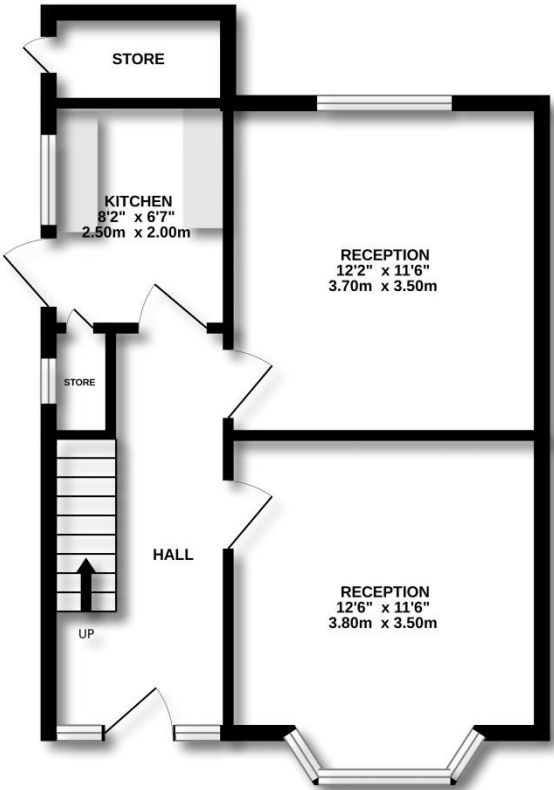 STORE
KITCHEN
8'2" x 6'7"
2.50m x 2.00m
RECEPTION
12'2" x 11'6"
3.70m x 3.50m
STORE
HALL
RECEPTION
12'6" x 11'6"
3.80m x 3.50m
UP